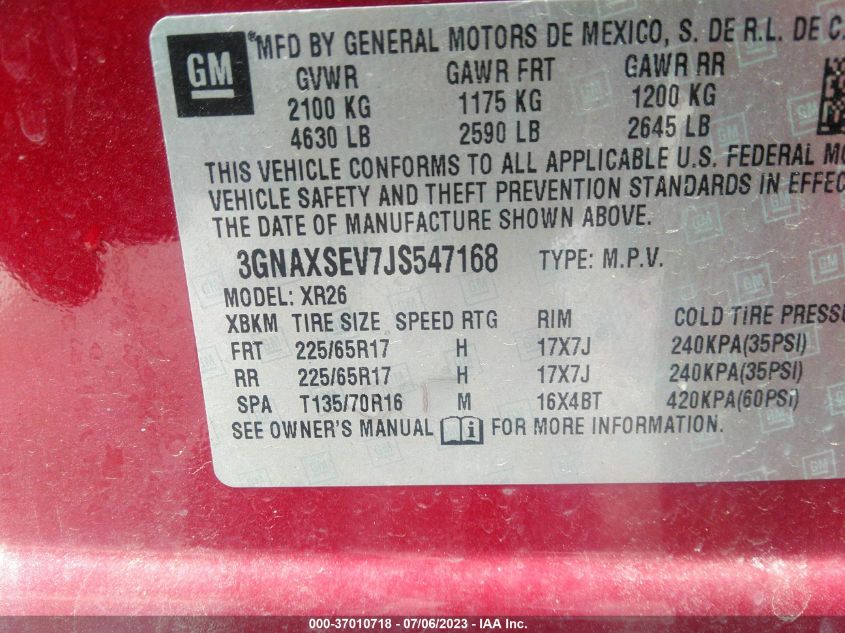 GM
®MFD BY GENERAL MOTORS DE MEXICO, S. DE R.L. DE C
GVWR GAWR FRT GAWR RR
2100 KG 1175 KG 1200 KG
4630 LB 2590 LB 2645 LB
THIS VEHICLE CONFORMS TO ALL APPLICABLE U.S. FEDERAL MO
VEHICLE SAFETY AND THEFT PREVENTION STANDARDS IN EFFEC
THE DATE OF MANUFACTURE SHOWN ABOVE.
3GNAXSEV7JS547168 TYPE: M.P.V.
MODEL: XR26
XBKM TIRE SIZE SPEED RTG RIM COLD TIRE PRESSU
FRT 225/65R17 H 17X7J 240KPA(35PSI)
RR 225/65R17 H 17X7J 240KPA(35PSI)
SPA T135/70R16 M 16X4BT 420KPA(60PSI)
SEE OWNER'S MANUAL i FOR MORE INFORMATION.
000-37010718 - 07/06/2023 - IAA Inc.